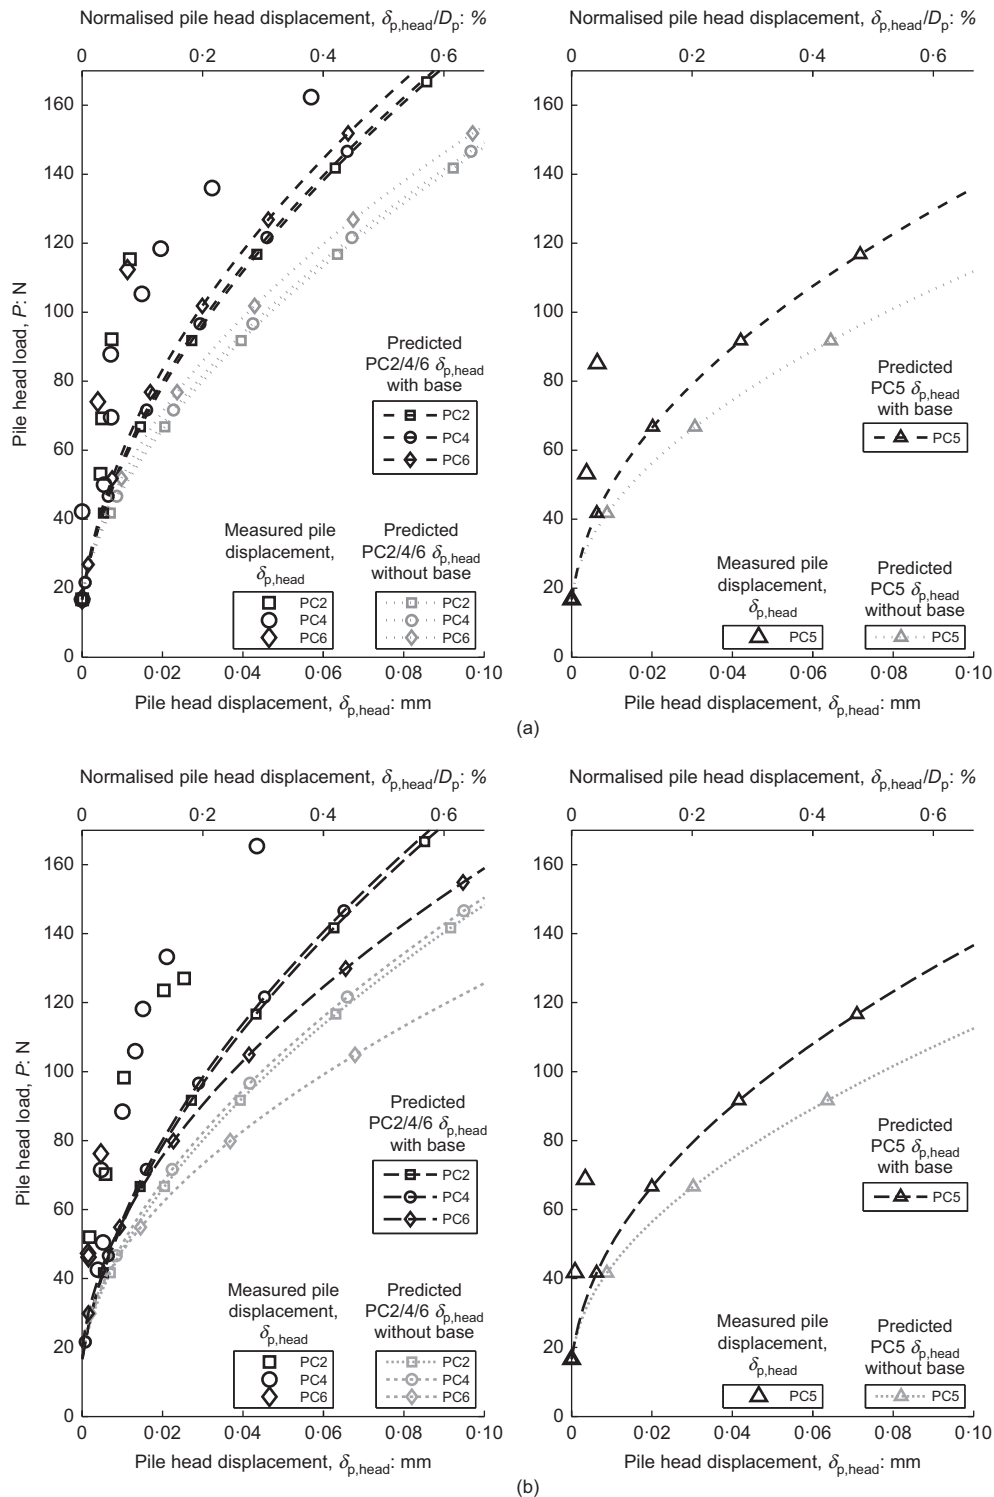 Normalised pile head displacement, δp,head/Dp: %
0 0·2 0·4 0·6
160
140
120
100
80
60
40
20
0
Pile head load, P: N
Predicted
PC2/4/6 δp,head
with base
PC2
PC4
PC6
Measured pile
displacement,
δp,head
PC2
PC4
PC6
Predicted
PC2/4/6 δp,head
without base
PC2
PC4
PC6
0 0·02 0·04 0·06 0·08 0·10
Pile head displacement, δp,head: mm
Normalised pile head displacement, δp,head/Dp: %
0 0·2 0·4 0·6
160
140
120
100
80
60
40
20
0
Predicted
PC5 δp,head
with base
PC5
Measured pile
displacement,
δp,head
PC5
Predicted
PC5 δp,head
without base
PC5
0 0·02 0·04 0·06 0·08 0·10
Pile head displacement, δp,head: mm
(a)
Normalised pile head displacement, δp,head/Dp: %
0 0·2 0·4 0·6
160
140
120
100
80
60
40
20
0
Pile head load, P: N
Predicted
PC2/4/6 δp,head
with base
PC2
PC4
PC6
Measured pile
displacement,
δp,head
PC2
PC4
PC6
Predicted
PC2/4/6 δp,head
without base
PC2
PC4
PC6
0 0·02 0·04 0·06 0·08 0·10
Pile head displacement, δp,head: mm
Normalised pile head displacement, δp,head/Dp: %
0 0·2 0·4 0·6
160
140
120
100
80
60
40
20
0
Predicted
PC5 δp,head
with base
PC5
Measured pile
displacement,
δp,head
PC5
Predicted
PC5 δp,head
without base
PC5
0 0·02 0·04 0·06 0·08 0·10
Pile head displacement, δp,head: mm
(b)